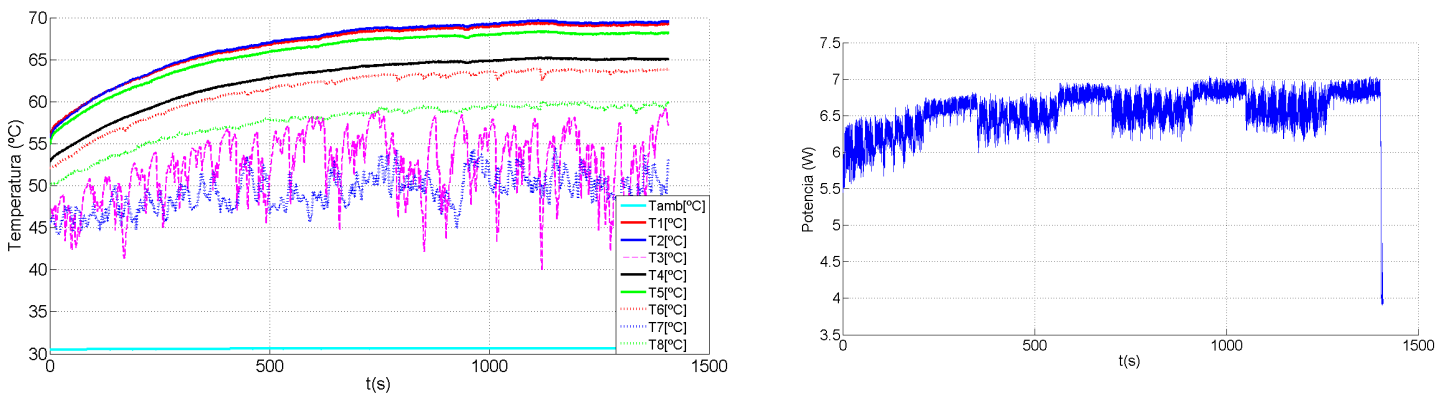 70
65
60
55
50
45
40
35
30
Temperatura (ºC)
0
500
1000
1500
t(s)
Tamb[ºC]
T1[ºC]
T2[ºC]
T3[ºC]
T4[ºC]
T5[ºC]
T6[ºC]
T7[ºC]
T8[ºC]
7.5
7
6.5
6
5.5
5
4.5
4
3.5
Potencia (W)
0
500
1000
1500
t(s)